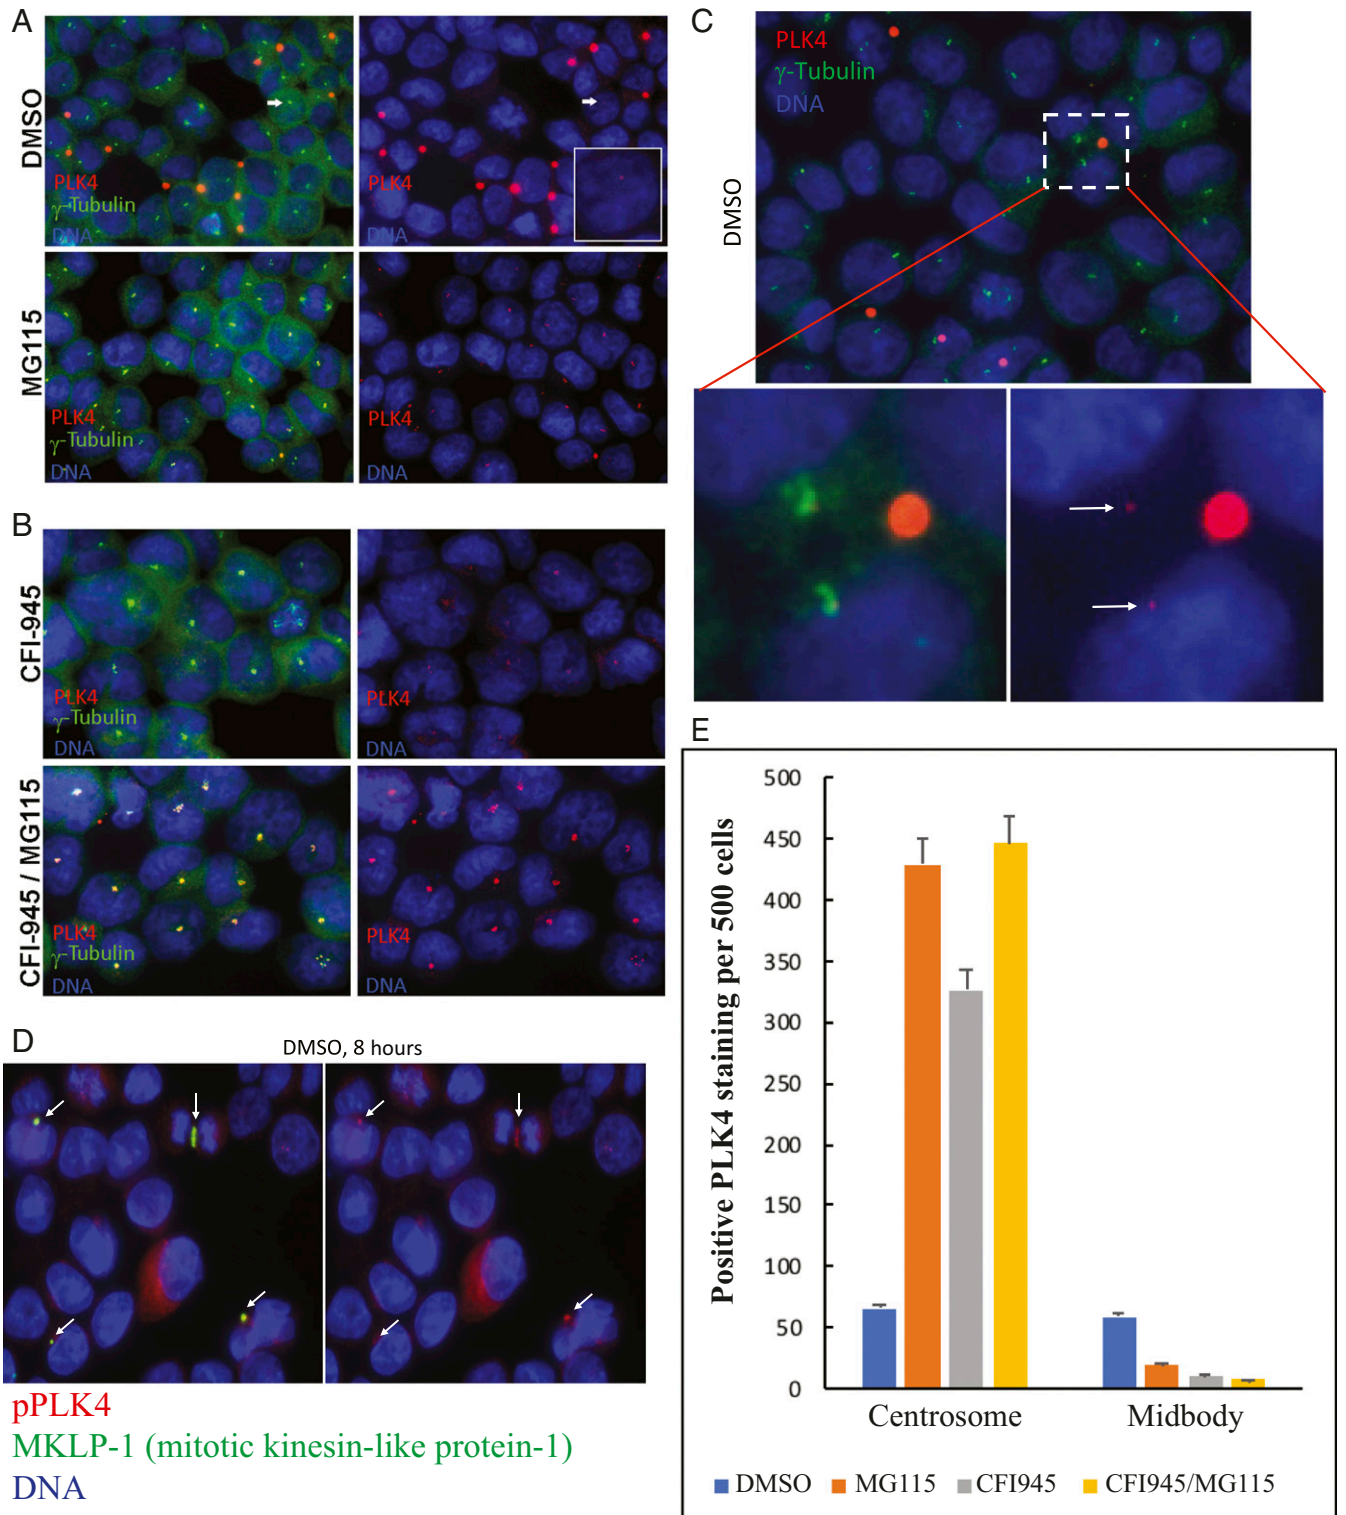 A
DMSO
PLK4
γ-Tubulin
DNA
PLK4
DNA
MG115
PLK4
γ-Tubulin
DNA
PLK4
DNA
B
CFI-945
PLK4
γ-Tubulin
DNA
PLK4
DNA
CFI-945 / MG115
PLK4
γ-Tubulin
DNA
PLK4
DNA
C
DMSO
PLK4
γ-Tubulin
DNA
D
DMSO, 8 hours
pPLK4
MKLP-1 (mitotic kinesin-like protein-1)
DNA
E
Positive PLK4 staining per 500 cells
500
450
400
350
300
250
200
150
100
50
0
Centrosome Midbody
DMSO MG115 CFI945 CFI945/MG115